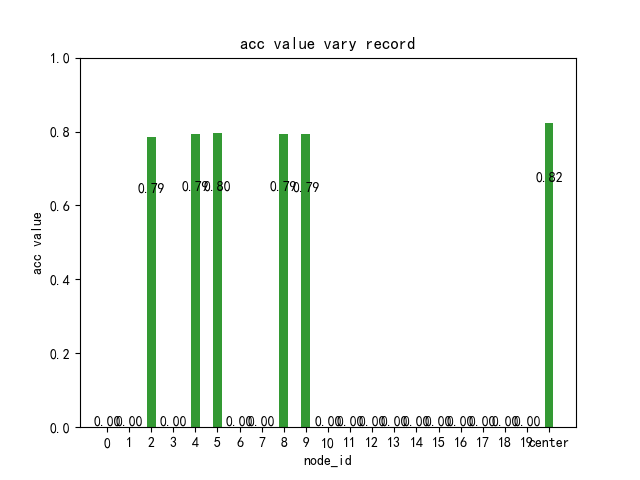 acc value vary record
1.0
0.8
0.6
0.4
0.2
0.0
acc value
0.00 0.00 0.79 0.00 0.79 0.80 0.00 0.00 0.79 0.79 0.00 0.00 0.00 0.00 0.00 0.00 0.00 0.00 0.00 0.00 0.82
0 1 2 3 4 5 6 7 8 9 10 11 12 13 14 15 16 17 18 19 center
node_id